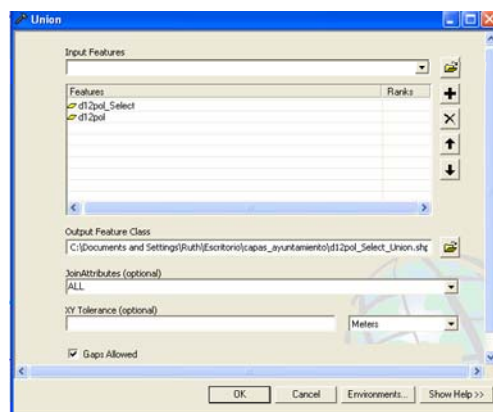 Union
Input Features
Features Ranks
d12pol_Select
d12pol
Output Feature Class
C:\Documents and Settings\Ruth\Escritorio\capas_ayuntamiento\d12pol_Select_Union.shp
JoinAttributes (optional)
ALL
XY Tolerance (optional)
Meters
Gaps Allowed
OK Cancel Environments... Show Help >>